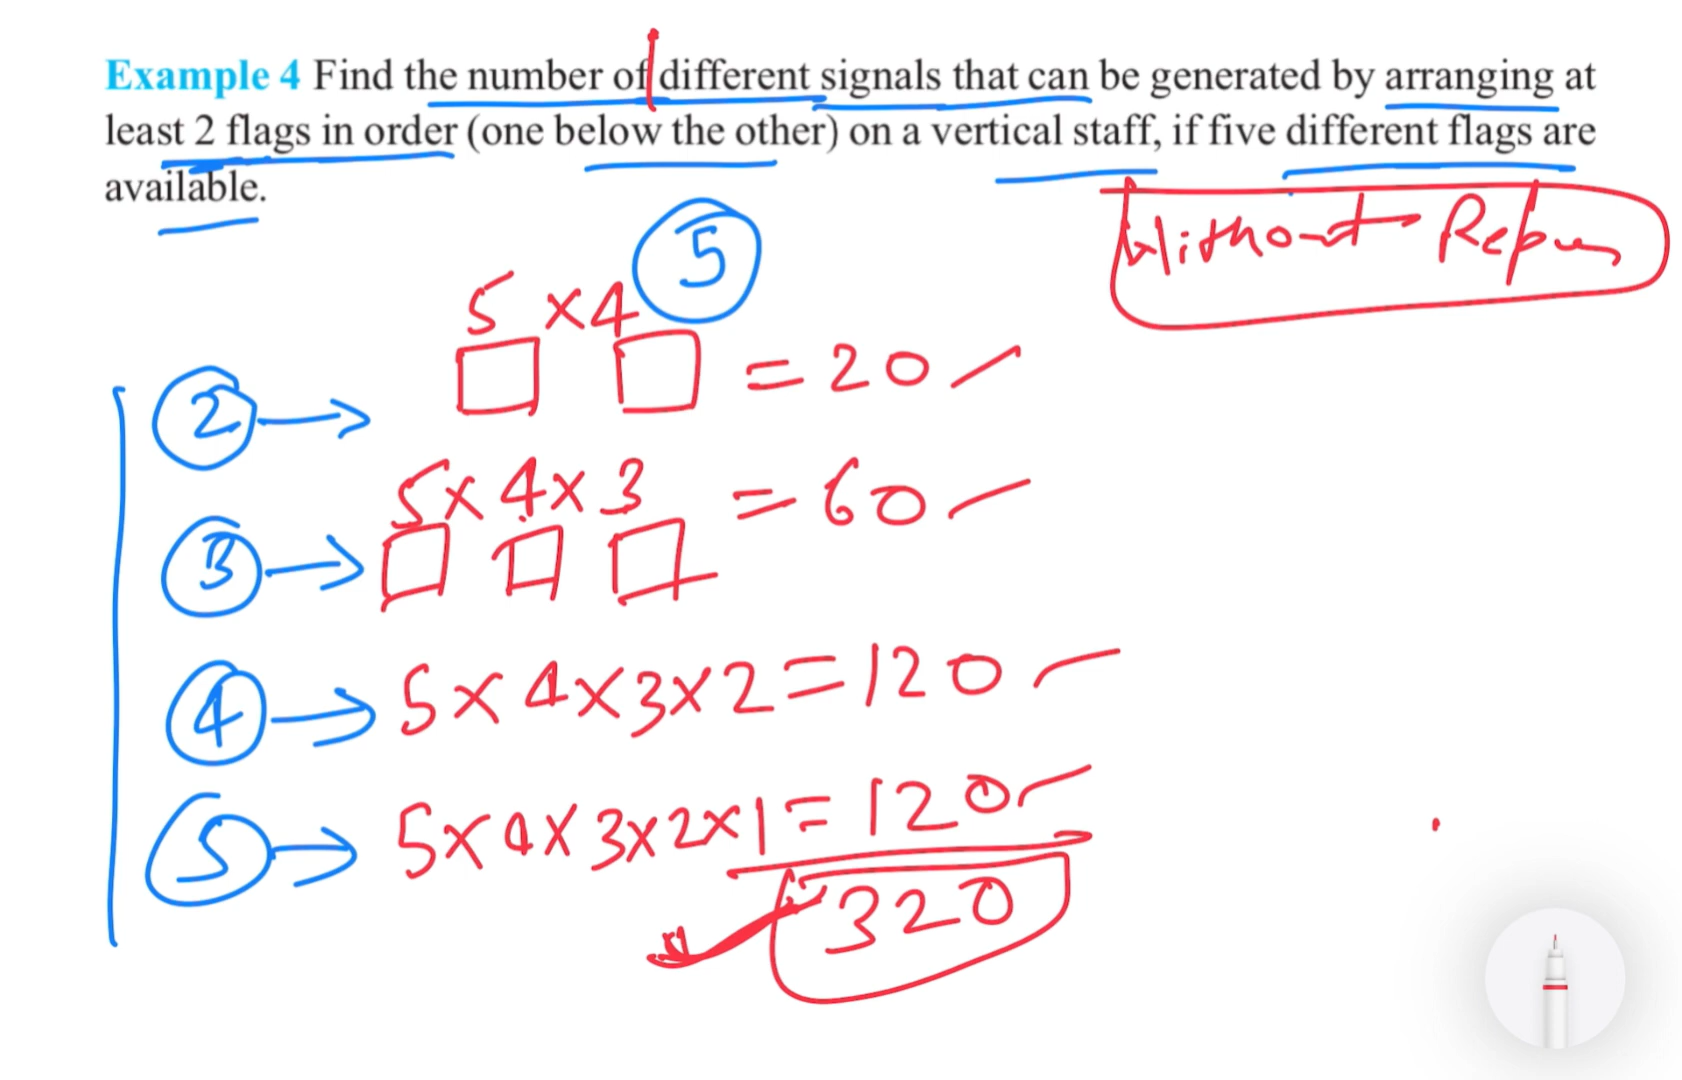 Example 4 Find the number of different signals that can be generated by arranging at
least 2 flags in order (one below the other) on a vertical staff, if five different flags are
available.
Without
5
5 × 4
2 → = 20
5 × 4 × 3 = 60
3 →
4 → 5 × 4 × 3 × 2 = 120
5 → 5 × 4 × 3 × 2 × 1 = 120
320